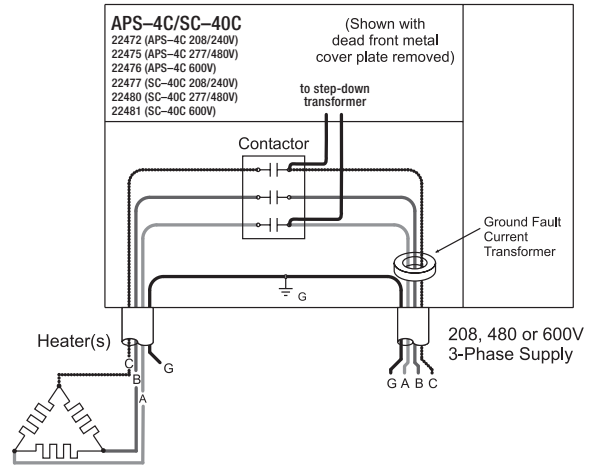 APS–4C/SC–40C
22472 (APS–4C 208/240V)
22475 (APS–4C 277/480V)
22476 (APS–4C 600V)
22477 (SC–40C 208/240V)
22480 (SC–40C 277/480V)
22481 (SC–40C 600V)
(Shown with
dead front metal
cover plate removed)
to step-down
transformer
Contactor
Ground Fault
Current
Transformer
G
Heater(s)
208, 480 or 600V
3-Phase Supply
C
B
A
G
G A B C